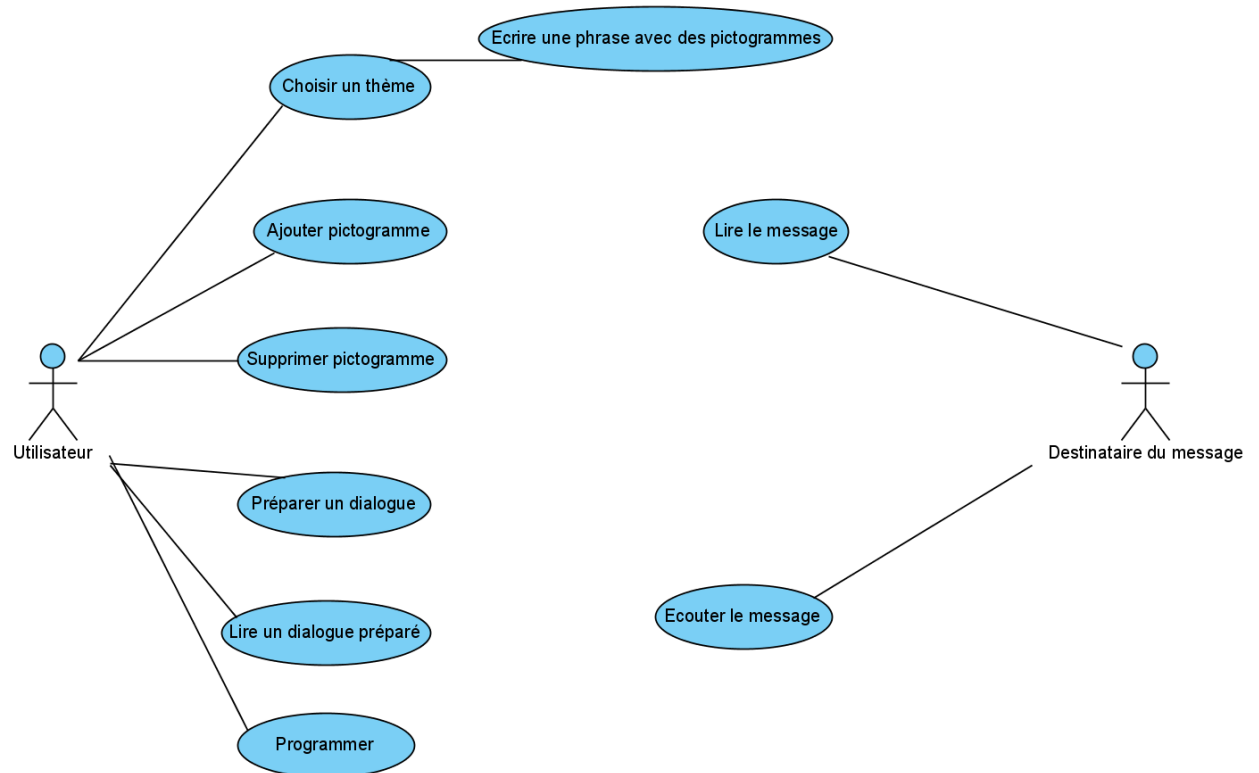 Ecrire une phrase avec des pictogrammes
Choisir un thème
Ajouter pictogramme
Lire le message
Supprimer pictogramme
Utilisateur
Destinataire du message
Préparer un dialogue
Ecouter le message
Lire un dialogue préparé
Programmer